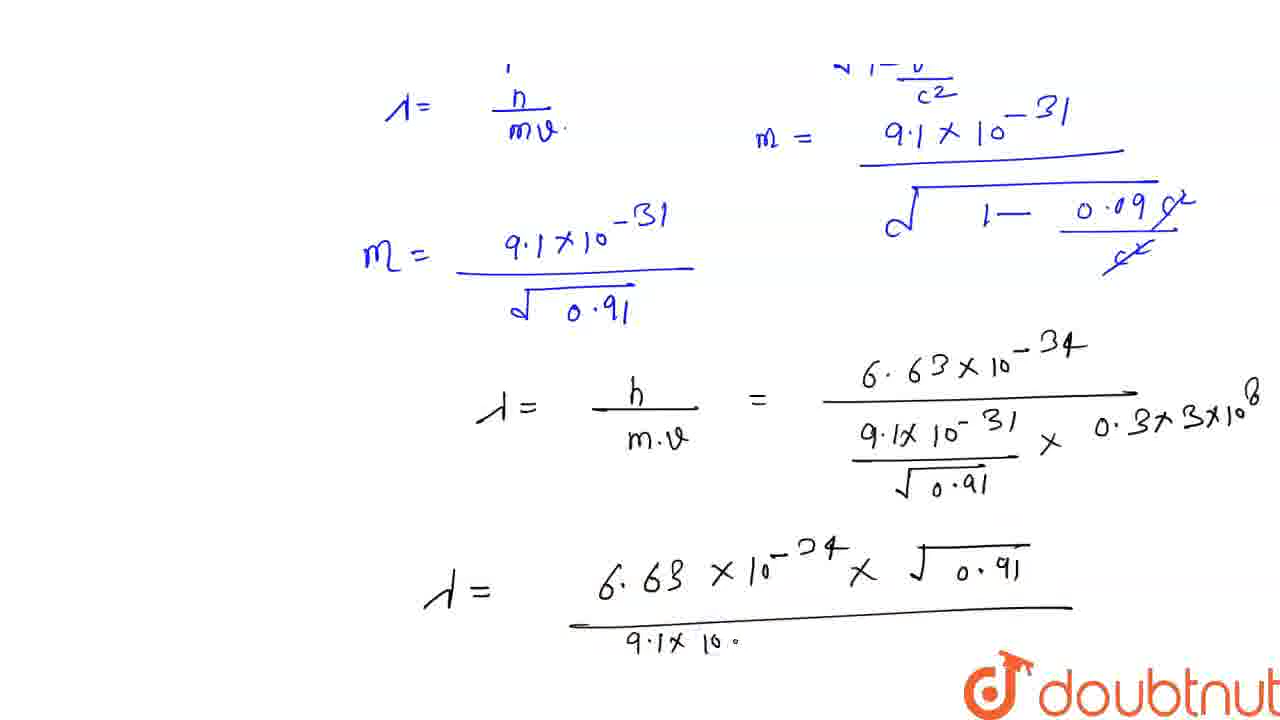 √ 1 – v / c²
λ = h / mv.
m = 9.1 × 10⁻³¹ / √ 1 – 0.09 c² / c²
m = 9.1 × 10⁻³¹ / √ 0.91
λ = h / m.v = 6.63 × 10⁻³⁴ / 9.1 × 10⁻³¹ / √ 0.91 × 0.3 × 3 × 10⁸
λ = 6.63 × 10⁻³⁴ × √ 0.91 / 9.1 × 10
doubtnut